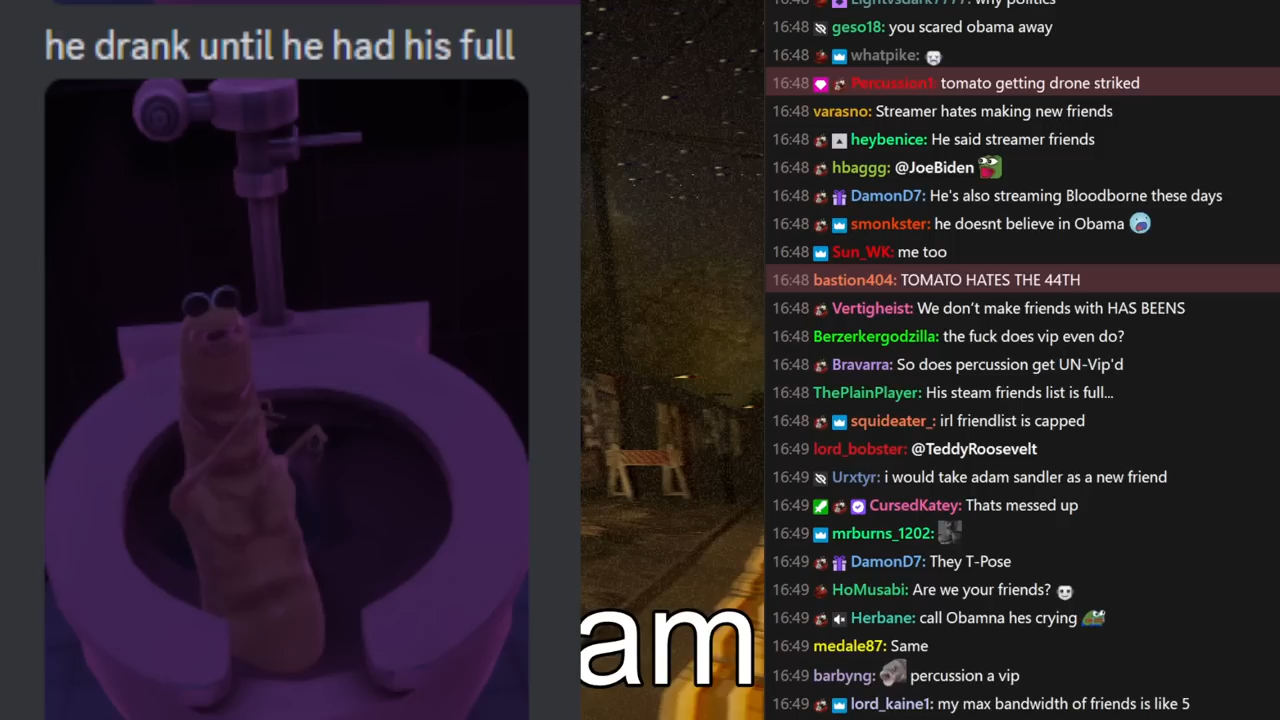 he drank until he had his full
am
why politics
16:48 geso18: you scared obama away
16:48 whatpike:
16:48 Percussion1: tomato getting drone striked
16:48 varasno: Streamer hates making new friends
16:48 heybenice: He said streamer friends
16:48 hbaggg: @JoeBiden
16:48 DamonD7: He's also streaming Bloodborne these days
16:48 smonkster: he doesnt believe in Obama
16:48 Sun_WK: me too
16:48 bastion404: TOMATO HATES THE 44TH
16:48 Vertigheist: We don't make friends with HAS BEENS
16:48 Berzerkergodzilla: the fuck does vip even do?
16:48 Bravarra: So does percussion get UN-Vip'd
16:48 ThePlainPlayer: His steam friends list is full...
16:48 squideater_: irl friendlist is capped
16:49 lord_bobster: @TeddyRoosevelt
16:49 Urxtyr: i would take adam sandler as a new friend
16:49 CursedKatey: Thats messed up
16:49 mrburns_1202:
16:49 DamonD7: They T-Pose
16:49 HoMusabi: Are we your friends?
16:49 Herbane: call Obamna hes crying
16:49 medale87: Same
16:49 barbyng: percussion a vip
16:49 lord_kaine1: my max bandwidth of friends is like 5